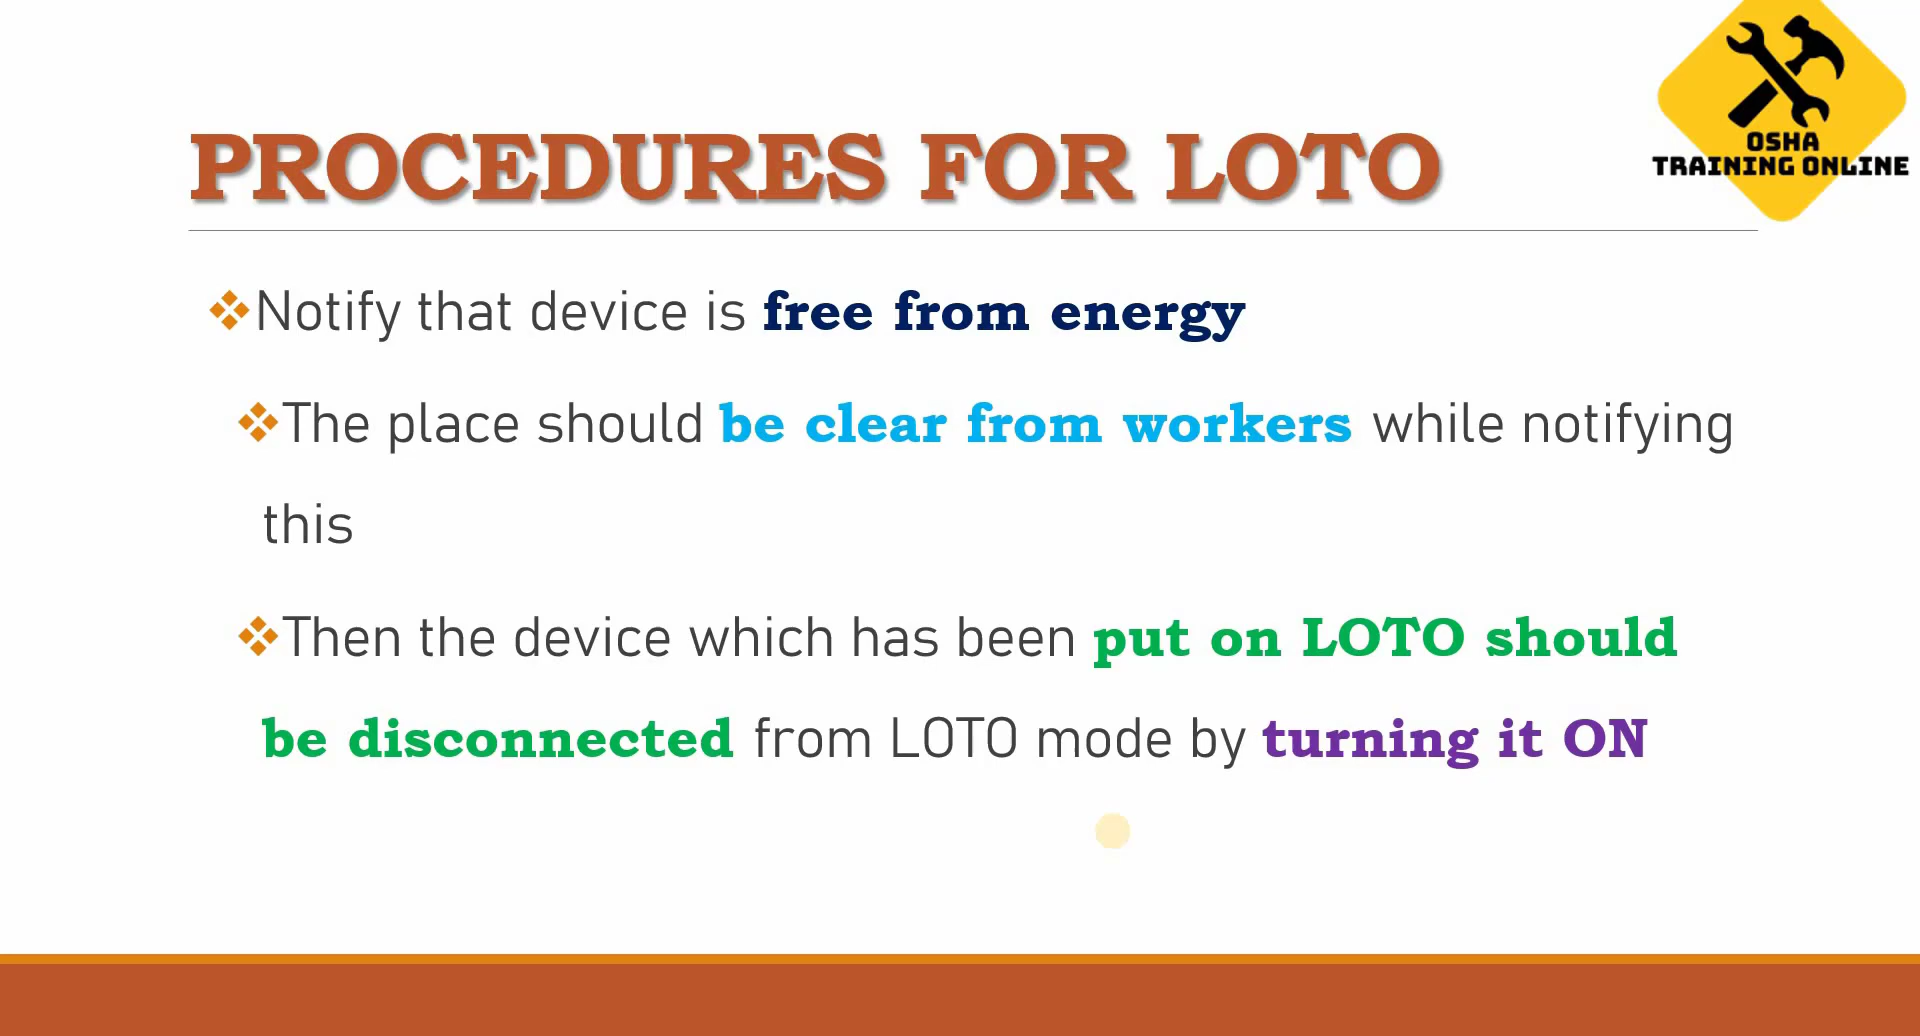 OSHA
TRAINING ONLINE
PROCEDURES FOR LOTO
Notify that device is free from energy
The place should be clear from workers while notifying
this
Then the device which has been put on LOTO should
be disconnected from LOTO mode by turning it ON